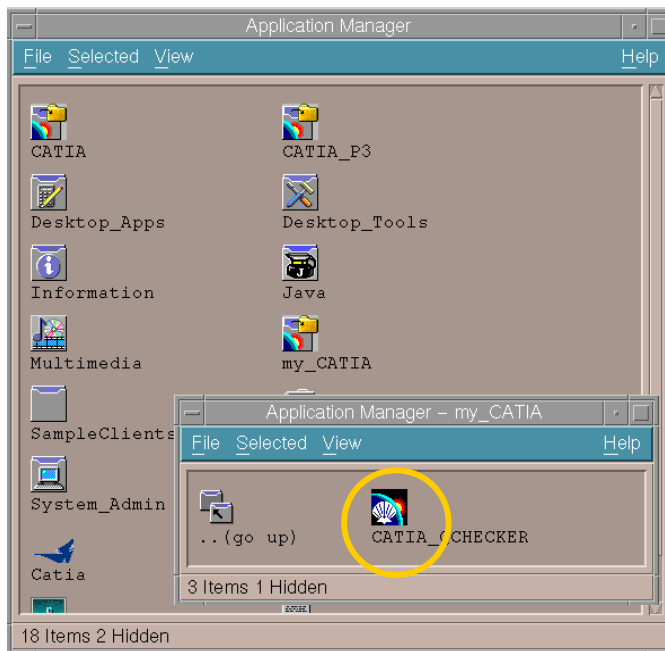 Application Manager
File Selected View Help
CATIA CATIA_P3
Desktop_Apps Desktop_Tools
Information Java
Multimedia my_CATIA
SampleClients
System_Admin
Catia
Application Manager – my_CATIA
File Selected View Help
..(go up) CATIA_QCHECKER
3 Items 1 Hidden
18 Items 2 Hidden